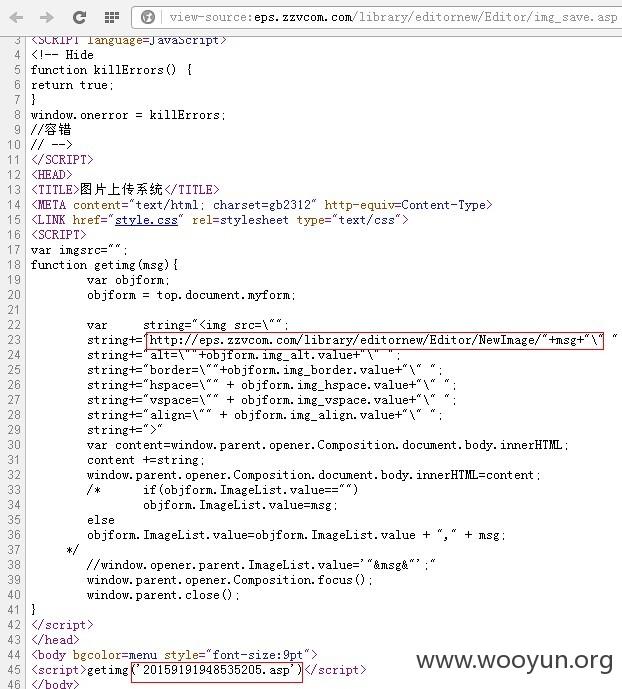 view-source:eps.zzvcom.com/library/editornew/Editor/img_save.asp
3 <SCRIPT language=JavaScript>
4 <!-- Hide
5 function killErrors() {
6 return true;
7 }
8 window.onerror = killErrors;
9 //容错
10 // -->
11 </SCRIPT>
12 <HEAD>
13 <TITLE>图片上传系统</TITLE>
14 <META content="text/html; charset=gb2312" http-equiv=Content-Type>
15 <LINK href="style.css" rel=stylesheet type="text/css">
16 <SCRIPT>
17 var imgsrc="";
18 function getimg(msg){
19 var objform;
20 objform = top.document.myform;
21
22 var string="<img src=\"";
23 string+="http://eps.zzvcom.com/library/editornew/Editor/NewImage/"+msg+"\" "
24 string+="alt=\""+objform.img_alt.value+"\" ";
25 string+="border=\""+objform.img_border.value+"\" ";
26 string+="hspace=\"" + objform.img_hspace.value+"\" ";
27 string+="vspace=\"" + objform.img_vspace.value+"\" ";
28 string+="align=\"" + objform.img_align.value+"\" ";
29 string+=">"
30 var content=window.parent.opener.Composition.document.body.innerHTML;
31 content +=string;
32 window.parent.opener.Composition.document.body.innerHTML=content;
33 /* if(objform.ImageList.value=="")
34 objform.ImageList.value=msg;
35 else
36 objform.ImageList.value=objform.ImageList.value + "," + msg;
37 */
38 //window.opener.parent.ImageList.value='"&msg&"';"
39 window.parent.opener.Composition.focus();
40 window.parent.close();
41 }
42 </script>
43 </head>
44 <body bgcolor=menu style="font-size:9pt">
45 <script>getimg('20159191948535205.asp')</script>
46 </body>
www.wooyun.org